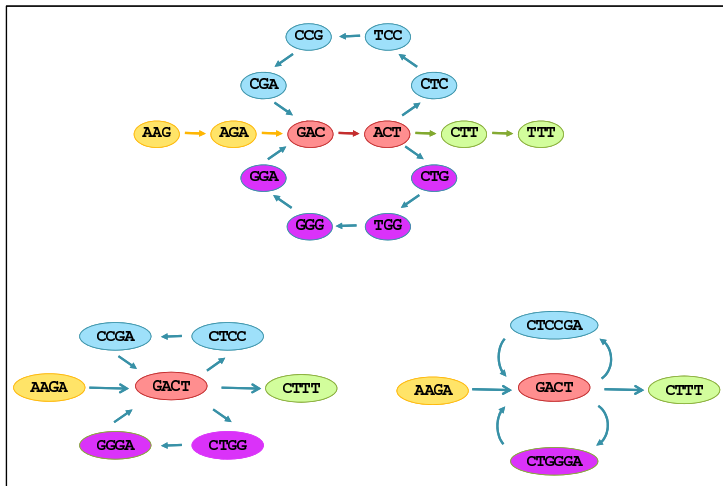 CCG TCC
CGA CTC
AAG AGA GAC ACT CTT TTT
GGA CTG
GGG TGG
CCGA CTCC
AAGA GACT CTTT
GGGA CTGG
CTCCGA
AAGA GACT CTTT
CTGGGA